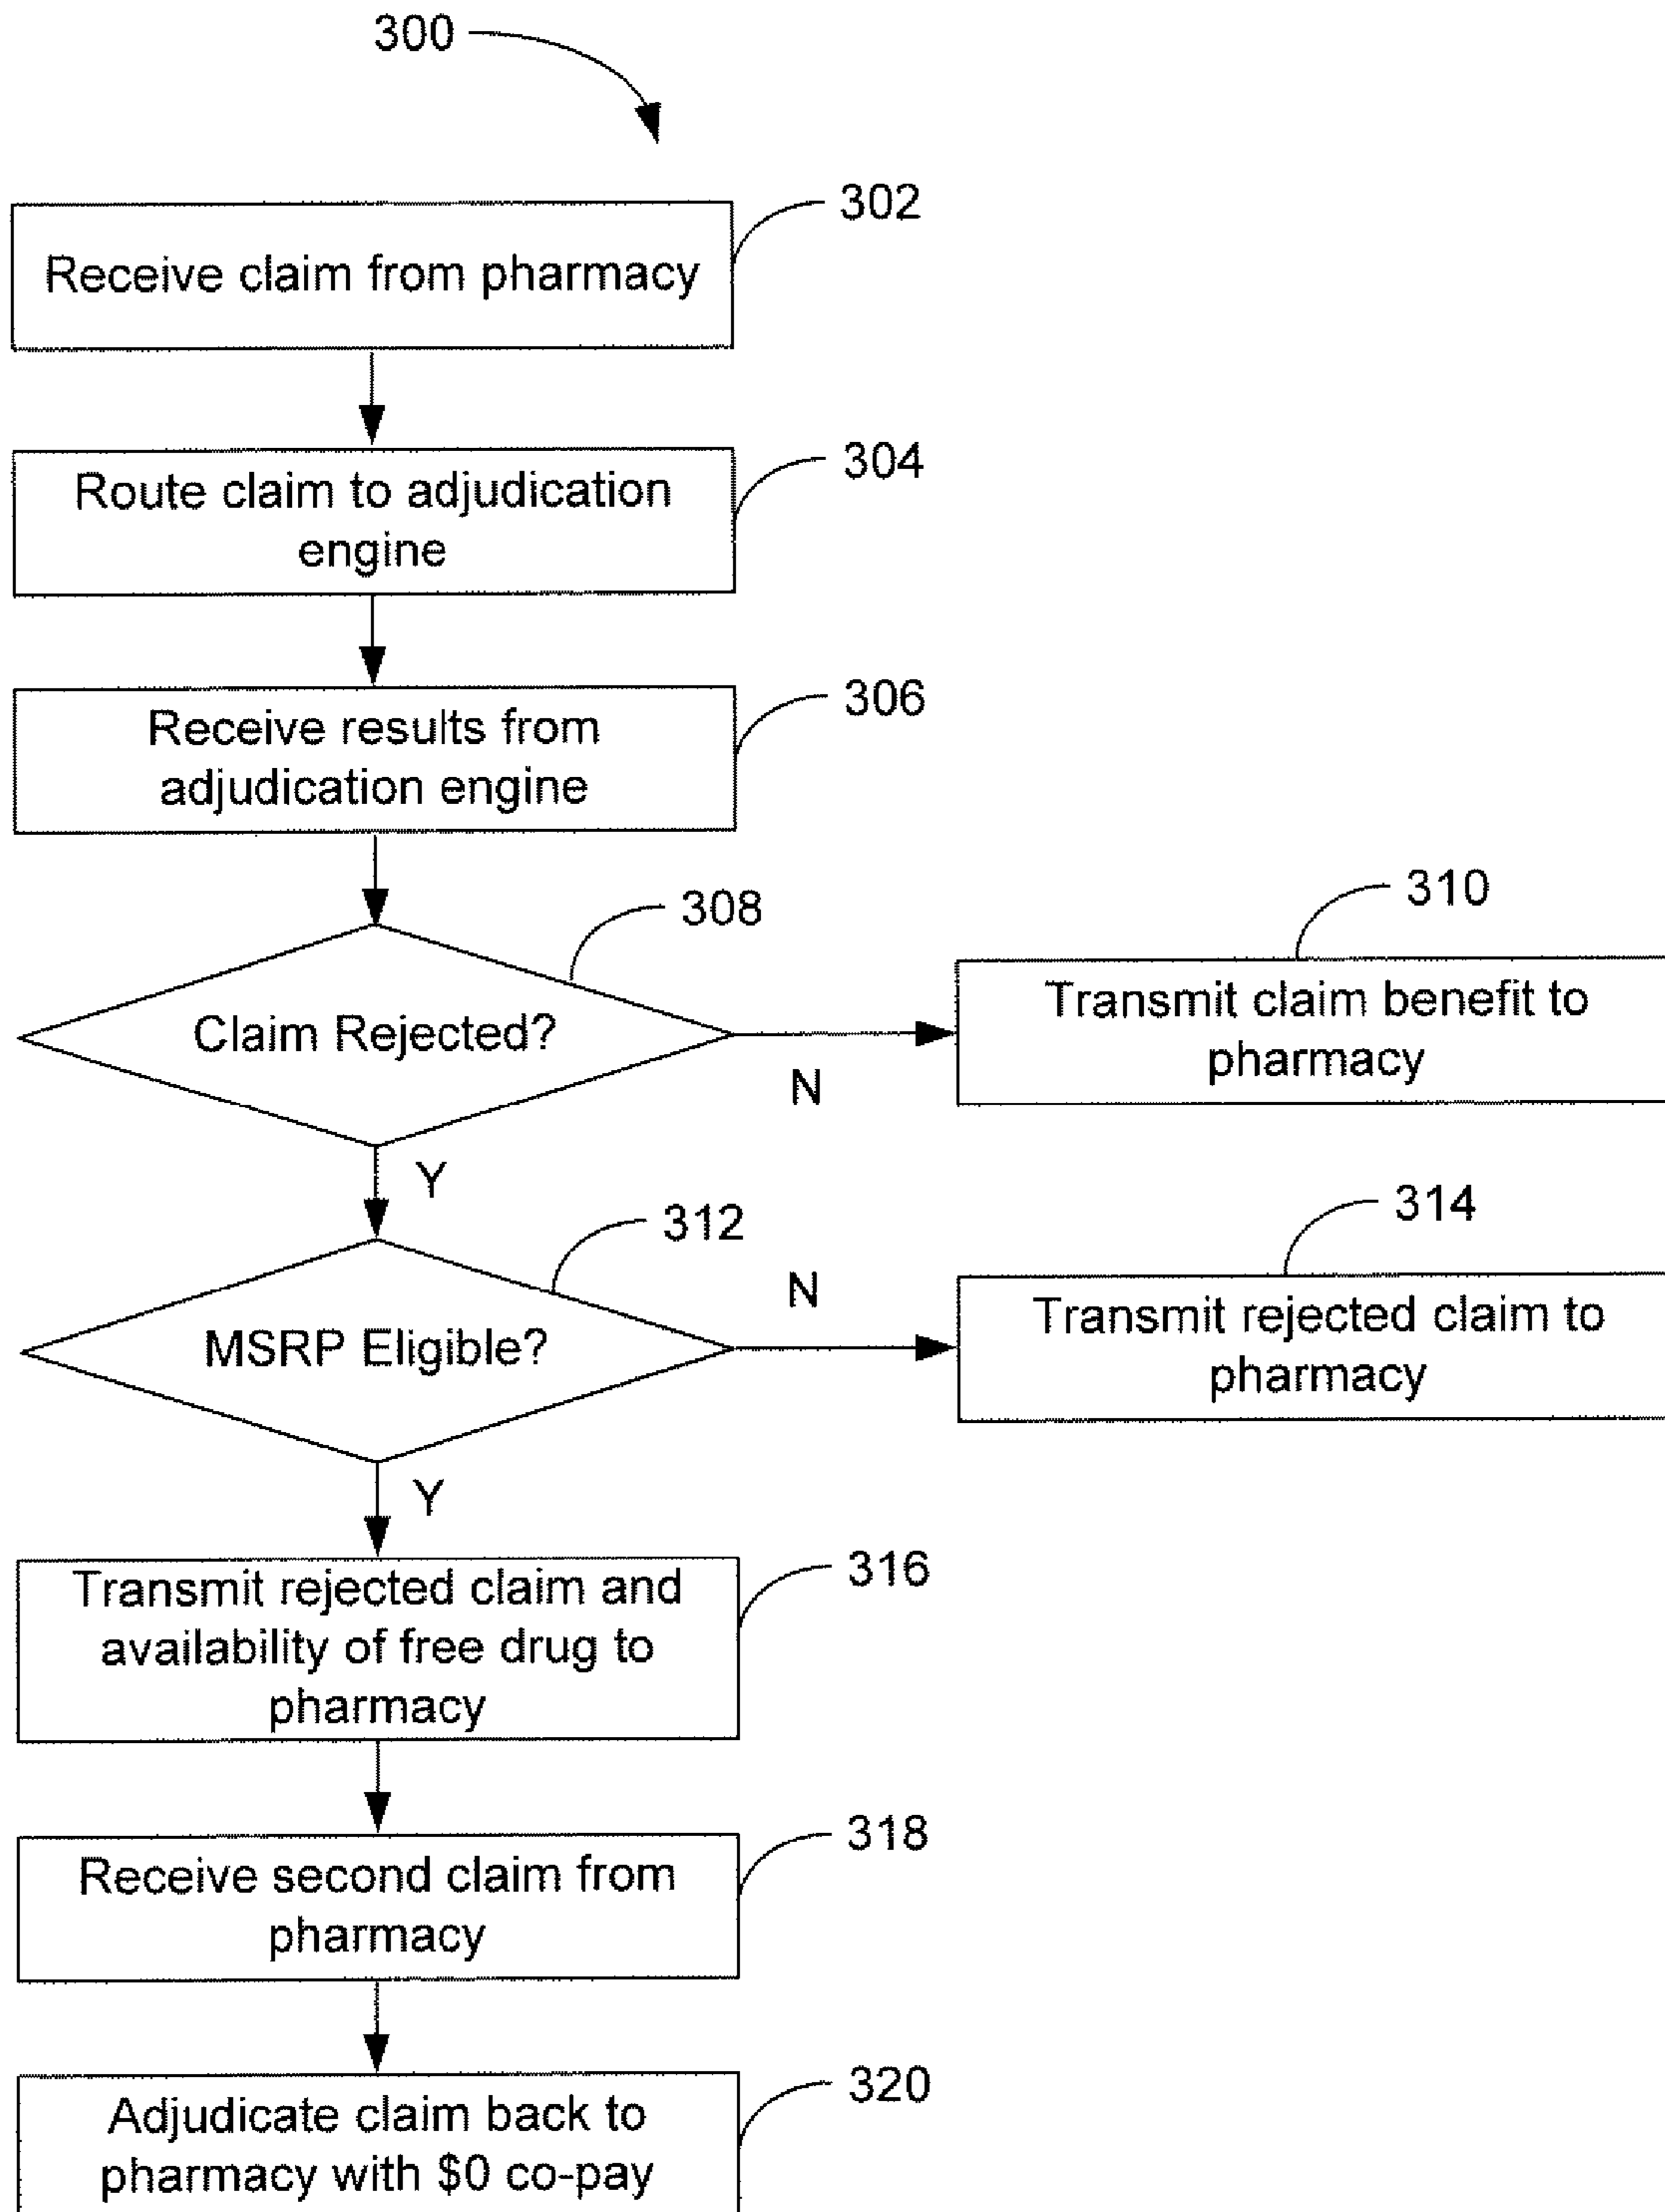 300
302
Receive claim from pharmacy
304
Route claim to adjudication
engine
306
Receive results from
adjudication engine
308
310
Claim Rejected?
Transmit claim benefit to
pharmacy
N
Y
312
314
MSRP Eligible?
N
Transmit rejected claim to
pharmacy
Y
316
Transmit rejected claim and
availability of free drug to
pharmacy
318
Receive second claim from
pharmacy
320
Adjudicate claim back to
pharmacy with $0 co-pay